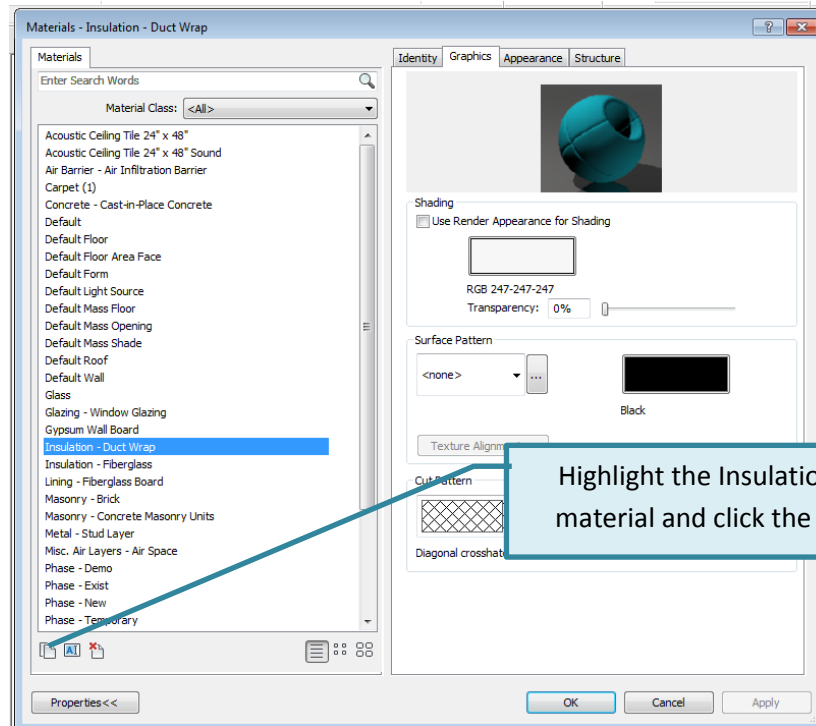 Materials - Insulation - Duct Wrap
Materials
Enter Search Words
Material Class: <All>
Acoustic Ceiling Tile 24" x 48"
Acoustic Ceiling Tile 24" x 48" Sound
Air Barrier - Air Infiltration Barrier
Carpet (1)
Concrete - Cast-in-Place Concrete
Default
Default Floor
Default Floor Area Face
Default Form
Default Light Source
Default Mass Floor
Default Mass Opening
Default Mass Shade
Default Roof
Default Wall
Glass
Glazing - Window Glazing
Gypsum Wall Board
Insulation - Duct Wrap
Insulation - Fiberglass
Lining - Fiberglass Board
Masonry - Brick
Masonry - Concrete Masonry Units
Metal - Stud Layer
Misc. Air Layers - Air Space
Phase - Demo
Phase - Exist
Phase - New
Phase - Temporary
AI
Properties<<
Identity Graphics Appearance Structure
Shading
Use Render Appearance for Shading
RGB 247-247-247
Transparency: 0%
Surface Pattern
<none> ...
Black
Texture Alignm
Cut Pattern
Diagonal crosshat
Highlight the Insulatio
material and click the
OK Cancel Apply